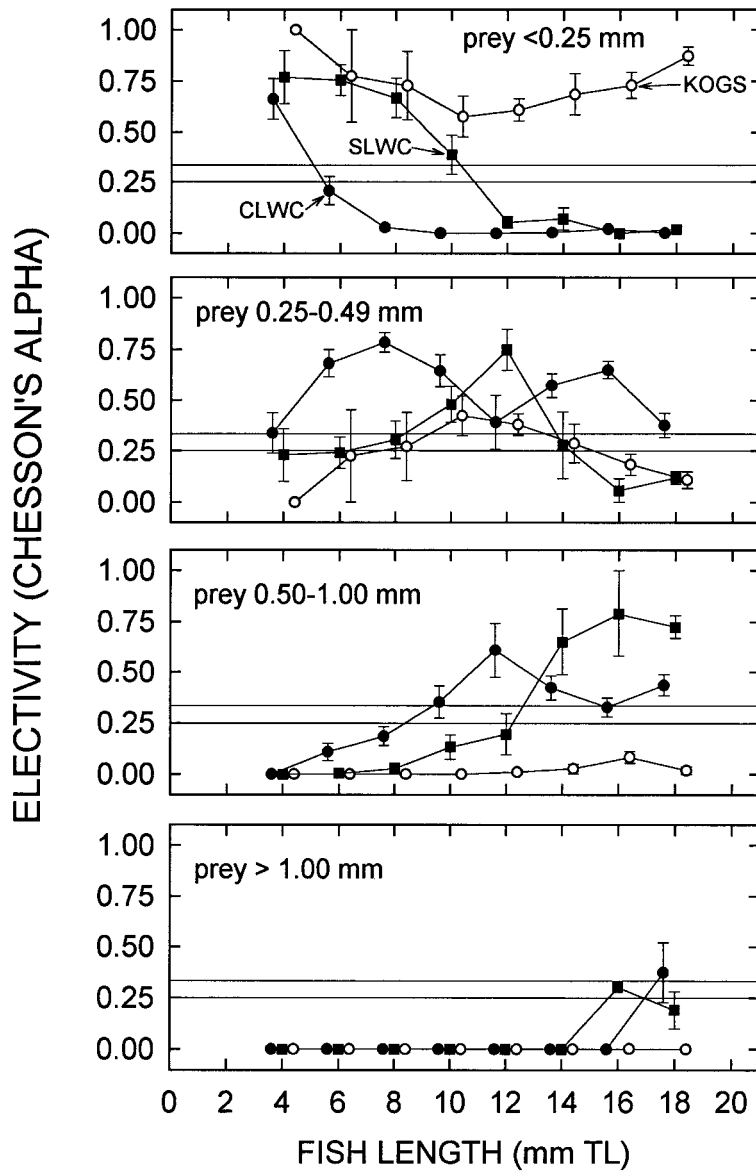 ELECTIVITY (CHESSON'S ALPHA)
prey <0.25 mm
1.00
0.75
0.50
0.25
0.00
KOGS
SLWC
CLWC
prey 0.25-0.49 mm
1.00
0.75
0.50
0.25
0.00
prey 0.50-1.00 mm
1.00
0.75
0.50
0.25
0.00
prey > 1.00 mm
1.00
0.75
0.50
0.25
0.00
0 2 4 6 8 10 12 14 16 18 20
FISH LENGTH (mm TL)